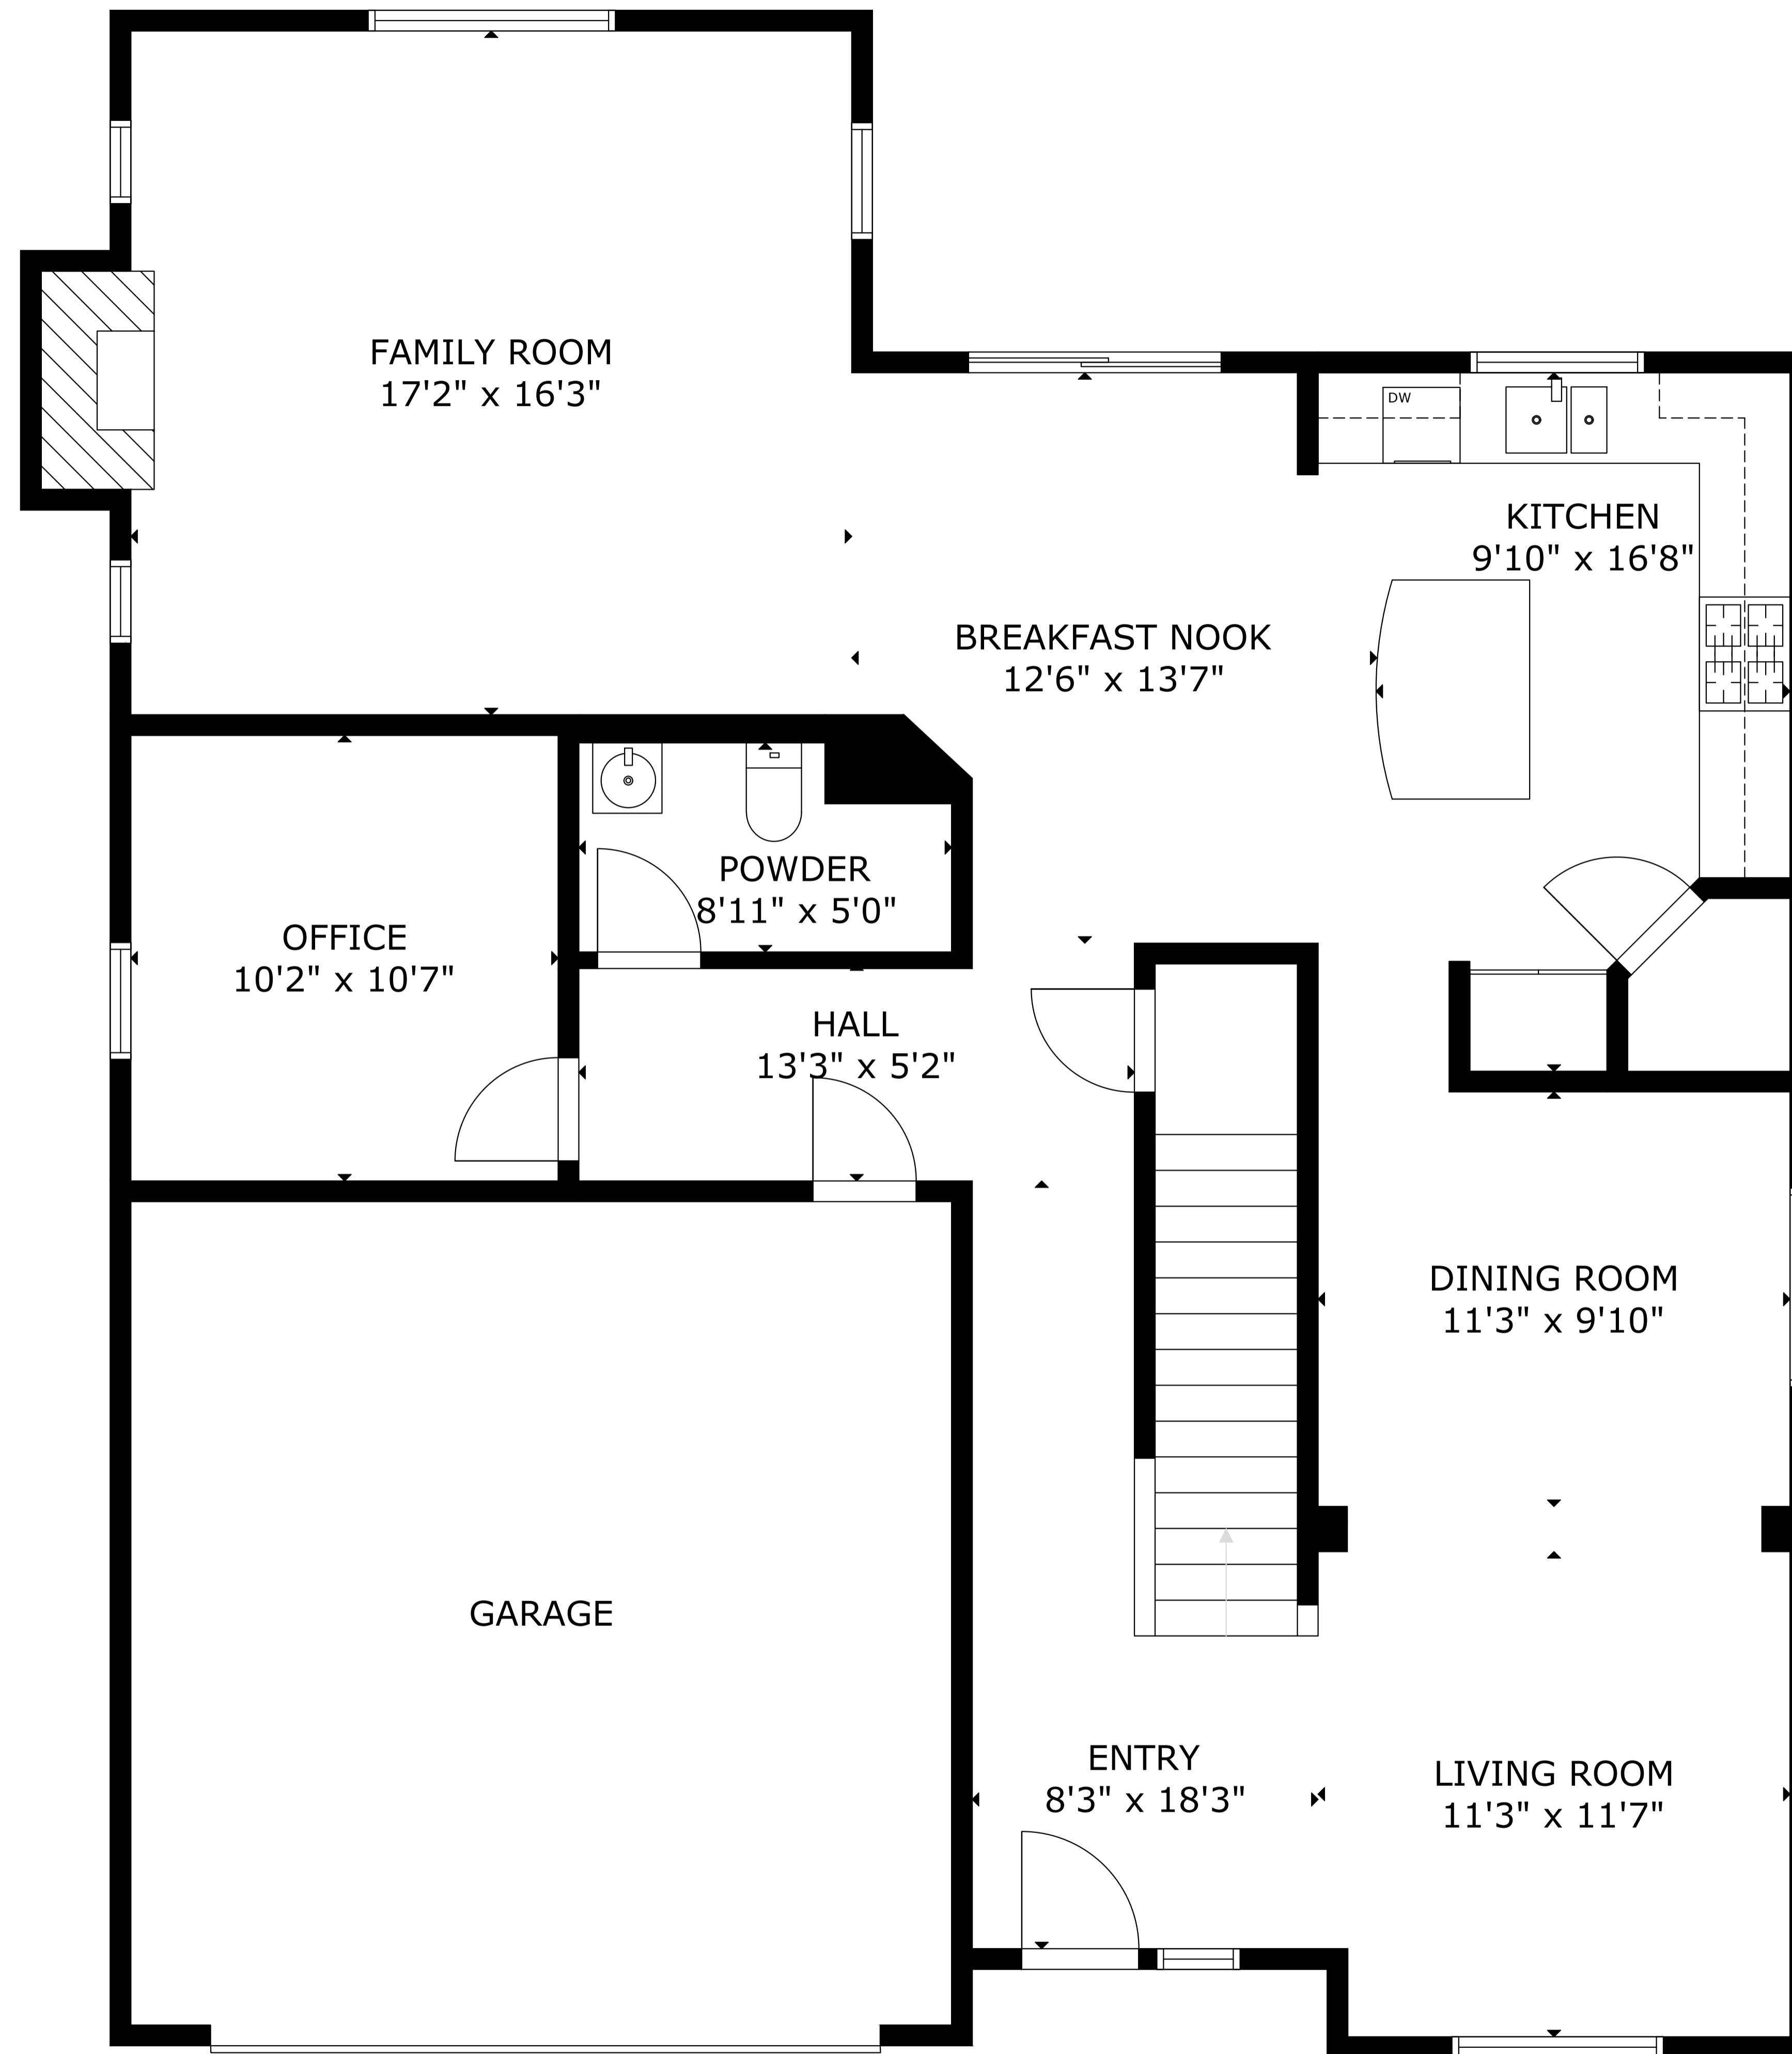 FAMILY ROOM
17'2" x 16'3"
DW
KITCHEN
9'10" x 16'8"
BREAKFAST NOOK
12'6" x 13'7"
POWDER
8'11" x 5'0"
OFFICE
10'2" x 10'7"
HALL
13'3" x 5'2"
DINING ROOM
11'3" x 9'10"
GARAGE
ENTRY
8'3" x 18'3"
LIVING ROOM
11'3" x 11'7"